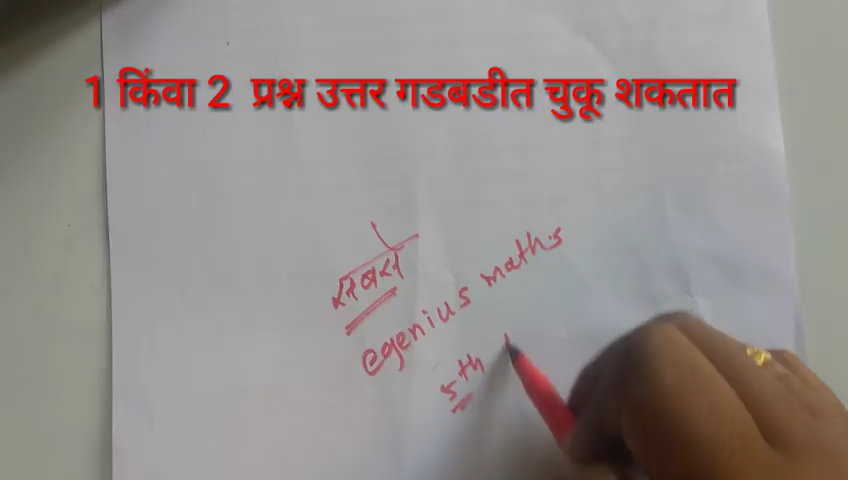 1 किंवा 2 प्रश्न उत्तर गडबडीत चुकू शकतात
egenius maths
5th